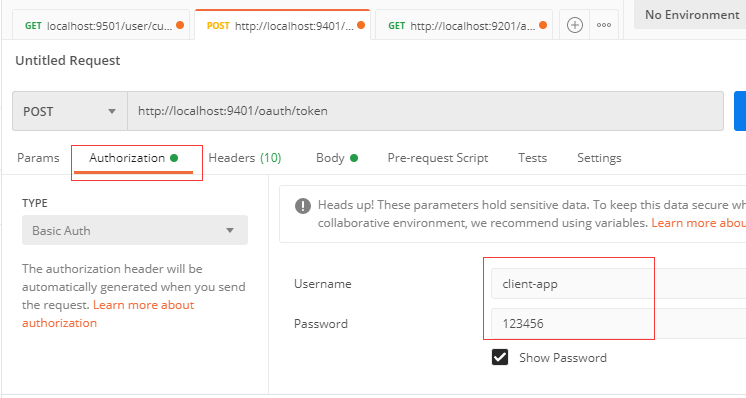 GET localhost:9501/user/cu... POST http://localhost:9401/... GET http://localhost:9201/a... No Environment
Untitled Request
POST http://localhost:9401/oauth/token
Params Authorization Headers (10) Body Pre-request Script Tests Settings
TYPE
Basic Auth
The authorization header will be
automatically generated when you send
the request. Learn more about
authorization
Heads up! These parameters hold sensitive data. To keep this data secure wh
collaborative environment, we recommend using variables. Learn more abou
Username client-app
Password 123456
Show Password